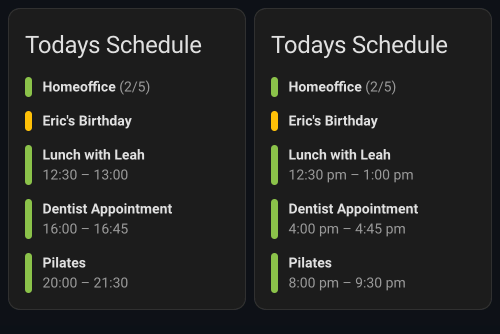 Todays Schedule
Homeoffice (2/5)
Eric's Birthday
Lunch with Leah
12:30 – 13:00
Dentist Appointment
16:00 – 16:45
Pilates
20:00 – 21:30
Todays Schedule
Homeoffice (2/5)
Eric's Birthday
Lunch with Leah
12:30 pm – 1:00 pm
Dentist Appointment
4:00 pm – 4:45 pm
Pilates
8:00 pm – 9:30 pm